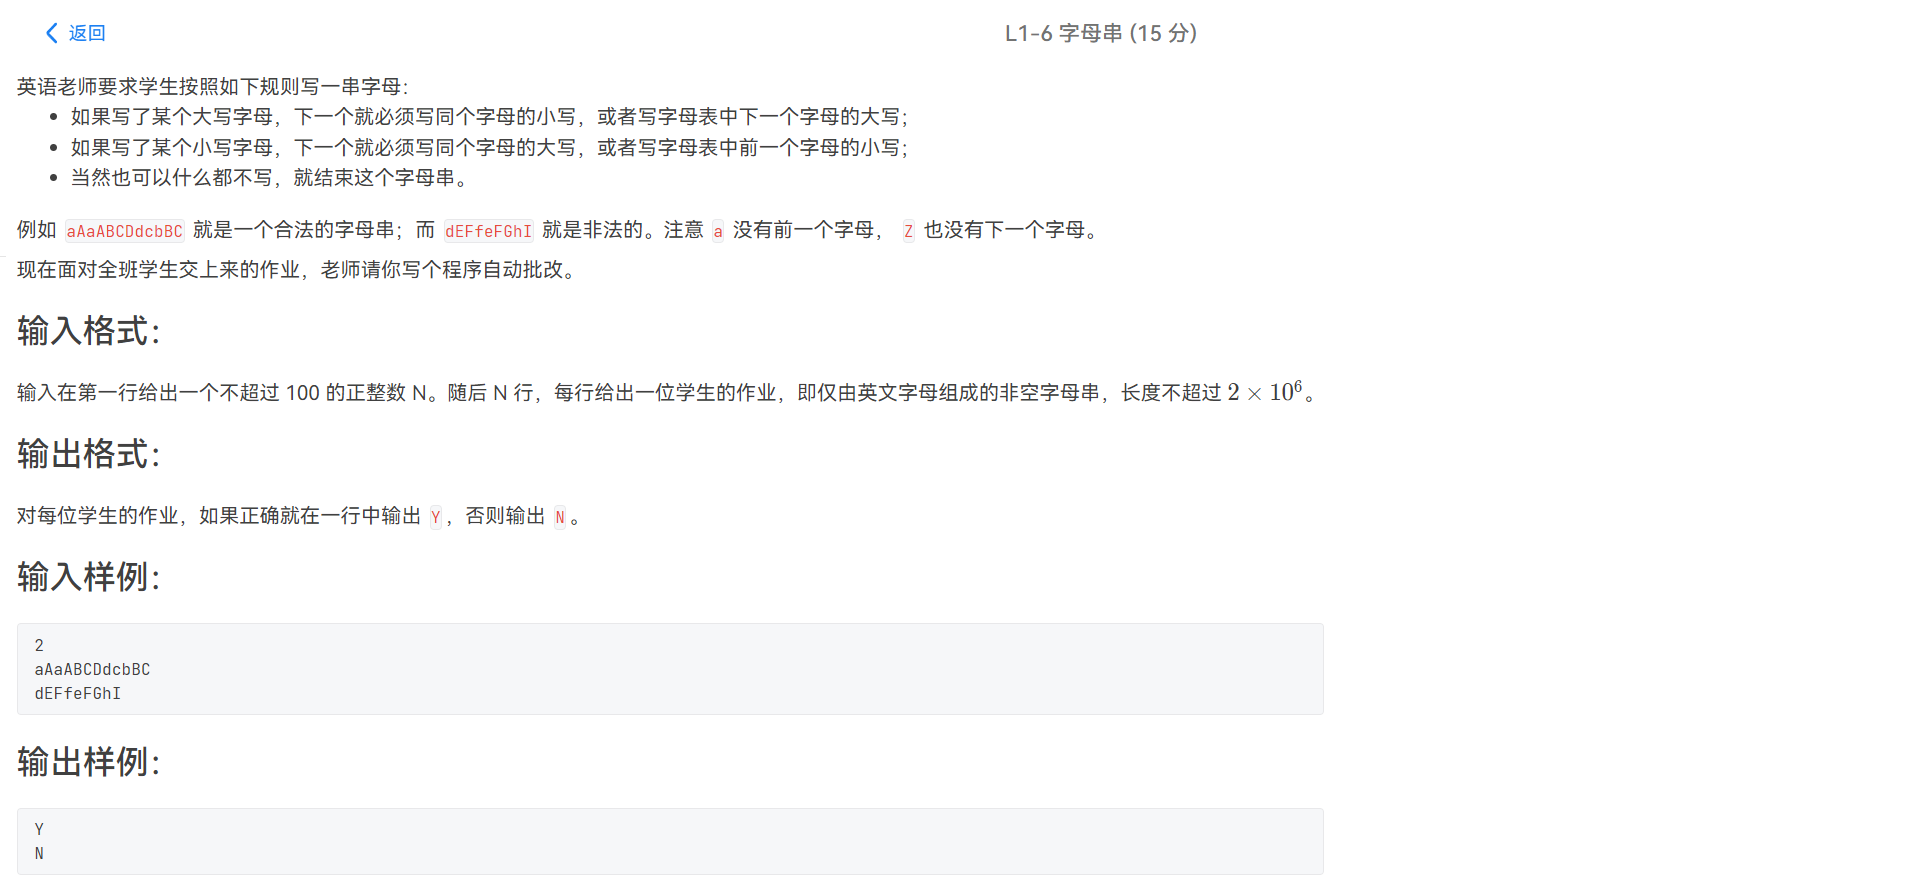 返回
L1-6 字母串 (15 分)
英语老师要求学生按照如下规则写一串字母：
如果写了某个大写字母，下一个就必须写同个字母的小写，或者写字母表中下一个字母的大写；
如果写了某个小写字母，下一个就必须写同个字母的大写，或者写字母表中前一个字母的小写；
当然也可以什么都不写，就结束这个字母串。
例如 aAaABCDdcbBC 就是一个合法的字母串；而 dEFfeFGhI 就是非法的。注意 a 没有前一个字母， Z 也没有下一个字母。
现在面对全班学生交上来的作业，老师请你写个程序自动批改。
输入格式：
输入在第一行给出一个不超过 100 的正整数 N。随后 N 行，每行给出一位学生的作业，即仅由英文字母组成的非空字母串，长度不超过 2 × 10⁶。
输出格式：
对每位学生的作业，如果正确就在一行中输出 Y，否则输出 N。
输入样例：
2
aAaABCDdcbBC
dEFfeFGhI
输出样例：
Y
N